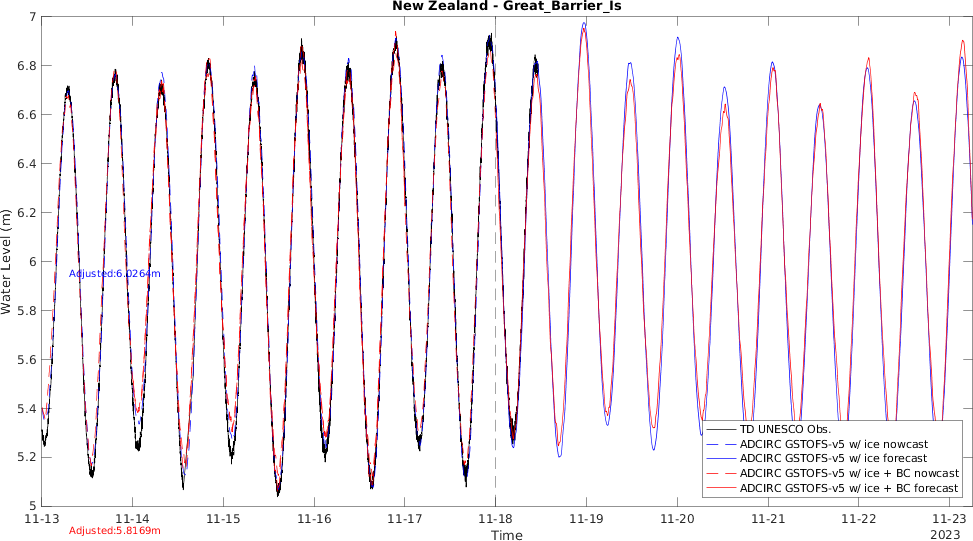 New Zealand - Great_Barrier_Is
7
6.8
6.6
6.4
6.2
6
5.8
5.6
5.4
5.2
5
Water Level (m)
Adjusted:6.0264m
TD UNESCO Obs.
ADCIRC GSTOFS-v5 w/ ice nowcast
ADCIRC GSTOFS-v5 w/ ice forecast
ADCIRC GSTOFS-v5 w/ ice + BC nowcast
ADCIRC GSTOFS-v5 w/ ice + BC forecast
11-13 11-14 11-15 11-16 11-17 11-18 11-19 11-20 11-21 11-22 11-23
Adjusted:5.8169m
Time
2023